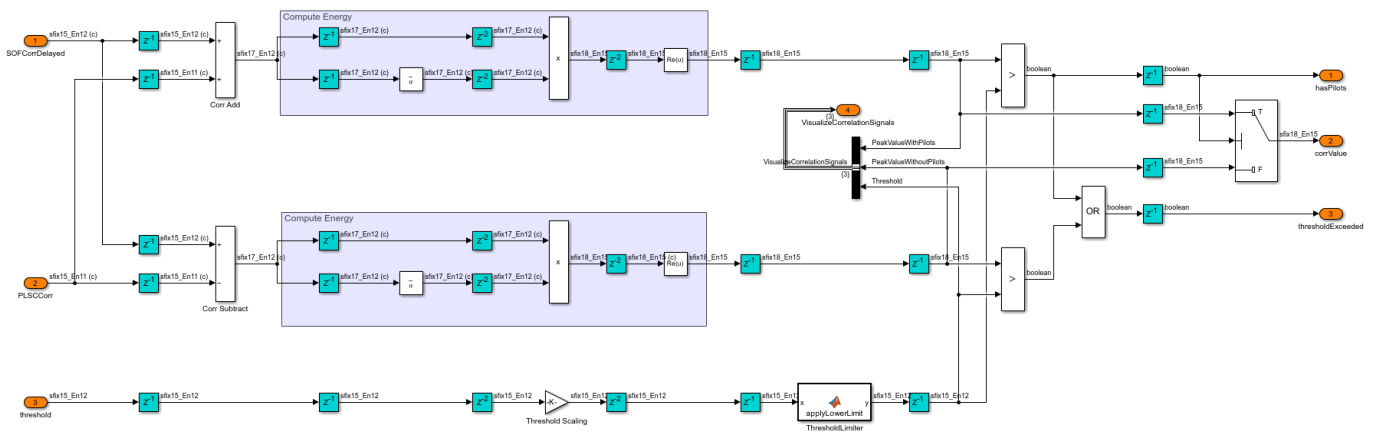 Compute Energy
1
sfix15_En12 (c)
SOFCorrDelayed
z-1
sfix15_En12 (c)
+
+
sfix17_En12 (c)
z-1
sfix15_En11 (c)
Corr Add
z-1
sfix17_En12 (c)
z-2
sfix17_En12 (c)
z-1
sfix17_En12 (c)
u
sfix17_En12 (c)
z-2
sfix17_En12 (c)
x
sfix18_En15 (c)
z-2
sfix18_En15 (c)
Re(u)
sfix18_En15
z-1
sfix18_En15
z-1
sfix18_En15
>
boolean
z-1
boolean
1
hasPilots
4
{3}
VisualizeCorrelationSignals
VisualizeCorrelationSignals
{3}
PeakValueWithPilots
PeakValueWithoutPilots
Threshold
z-1
sfix18_En15
z-1
sfix18_En15
T
F
sfix18_En15
2
corrValue
OR
boolean
z-1
boolean
3
thresholdExceeded
Compute Energy
z-1
sfix15_En12 (c)
+
−
sfix17_En12 (c)
2
sfix15_En11 (c)
PLSCCorr
z-1
sfix15_En11 (c)
Corr Subtract
z-1
sfix17_En12 (c)
z-2
sfix17_En12 (c)
z-1
sfix17_En12 (c)
u
sfix17_En12 (c)
z-2
sfix17_En12 (c)
x
sfix18_En15 (c)
z-2
sfix18_En15 (c)
Re(u)
sfix18_En15
z-1
sfix18_En15
z-1
sfix18_En15
>
boolean
3
sfix15_En12
threshold
z-1
sfix15_En12
z-1
sfix15_En12
z-2
sfix15_En12
-K-
sfix15_En12
Threshold Scaling
z-2
sfix15_En12
z-1
x
y
applyLowerLimit
ThresholdLimiter
sfix15_En12
z-1
sfix15_En12